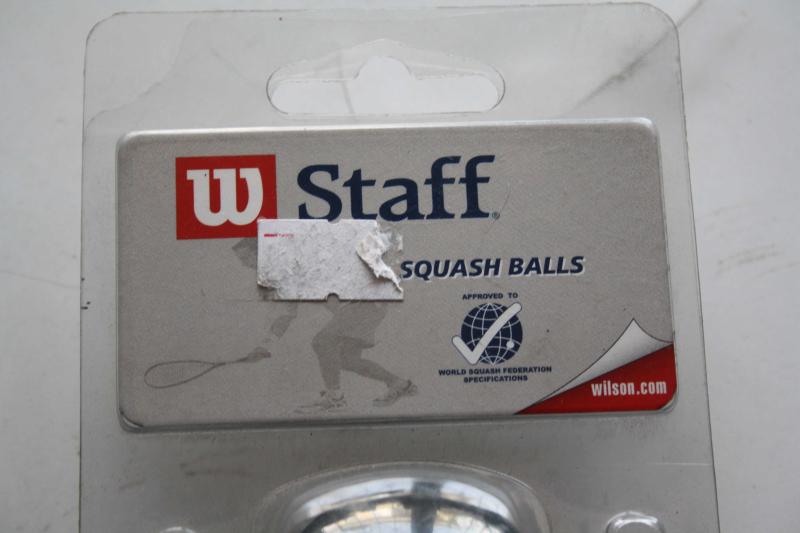 W Staff®
SQUASH BALLS
APPROVED TO
WORLD SQUASH FEDERATION
SPECIFICATIONS
wilson.com